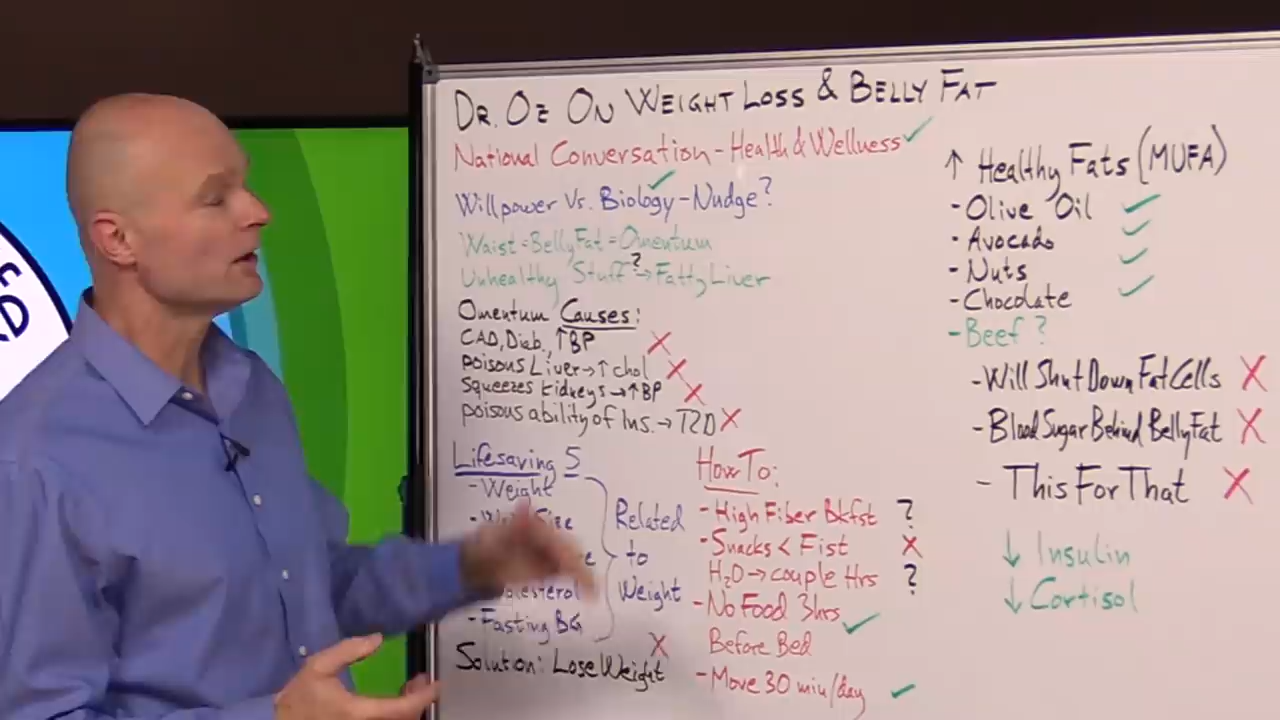 DR. OZ ON WEIGHT LOSS & BELLY FAT
National Conversation - Health & Wellness ✓
Willpower Vs. Biology - Nudge? ✓
Waist = Belly Fat = Omentum
Unhealthy Stuff ? → Fatty Liver
Omentum Causes:
CAD, Diab., ↑BP X
Poisons Liver → ↑ chol X
Squeezes kidneys → ↑BP X
poisons ability of Ins. → T2D X
Lifesaving 5
- Weight
Size
- Fasting BG
Related
to
Weight
Solution: Lose Weight X
How To:
- High Fiber Bkfst ?
- Snacks < Fist X
H₂O → couple Hrs ?
- No Food 3hrs ✓
Before Bed
- Move 30 min/day ✓
↑ Healthy Fats (MUFA)
- Olive Oil ✓
- Avocado ✓
- Nuts ✓
- Chocolate ✓
- Beef ?
- Will Shut Down Fat Cells X
- Blood Sugar Behind Belly Fat X
- This For That X
↓ Insulin
↓ Cortisol